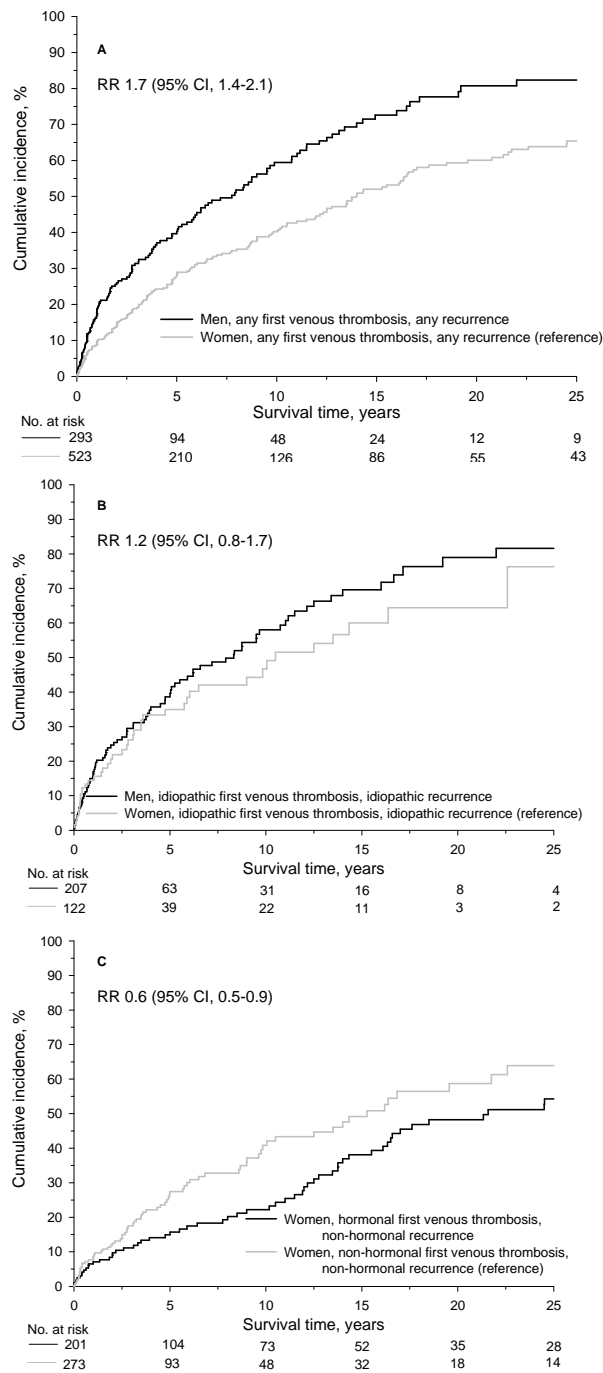 100
A
90
RR 1.7 (95% CI, 1.4-2.1)
80
70
60
50
40
30
20
10
0
Cumulative incidence, %
Men, any first venous thrombosis, any recurrence
Women, any first venous thrombosis, any recurrence (reference)
0 5 10 15 20 25
Survival time, years
No. at risk
293 94 48 24 12 9
523 210 126 86 55 43
100
B
90
RR 1.2 (95% CI, 0.8-1.7)
80
70
60
50
40
30
20
10
0
Cumulative incidence, %
Men, idiopathic first venous thrombosis, idiopathic recurrence
Women, idiopathic first venous thrombosis, idiopathic recurrence (reference)
0 5 10 15 20 25
Survival time, years
No. at risk
207 63 31 16 8 4
122 39 22 11 3 2
100
C
90
RR 0.6 (95% CI, 0.5-0.9)
80
70
60
50
40
30
20
10
0
Cumulative incidence, %
Women, hormonal first venous thrombosis,
non-hormonal recurrence
Women, non-hormonal first venous thrombosis,
non-hormonal recurrence (reference)
0 5 10 15 20 25
Survival time, years
No. at risk
201 104 73 52 35 28
273 93 48 32 18 14